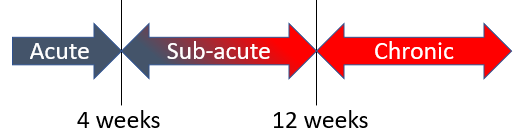 Acute
Sub-acute
Chronic
4 weeks
12 weeks